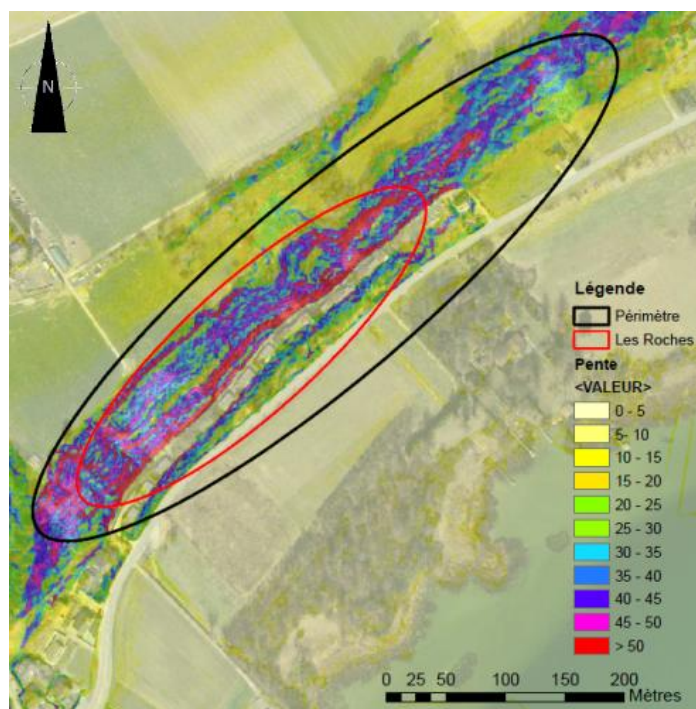 N
Légende
Périmètre
Les Roches
Pente
<VALEUR>
0 - 5
5- 10
10 - 15
15 - 20
20 - 25
25 - 30
30 - 35
35 - 40
40 - 45
45 - 50
> 50
0 25 50 100 150 200
Mètres